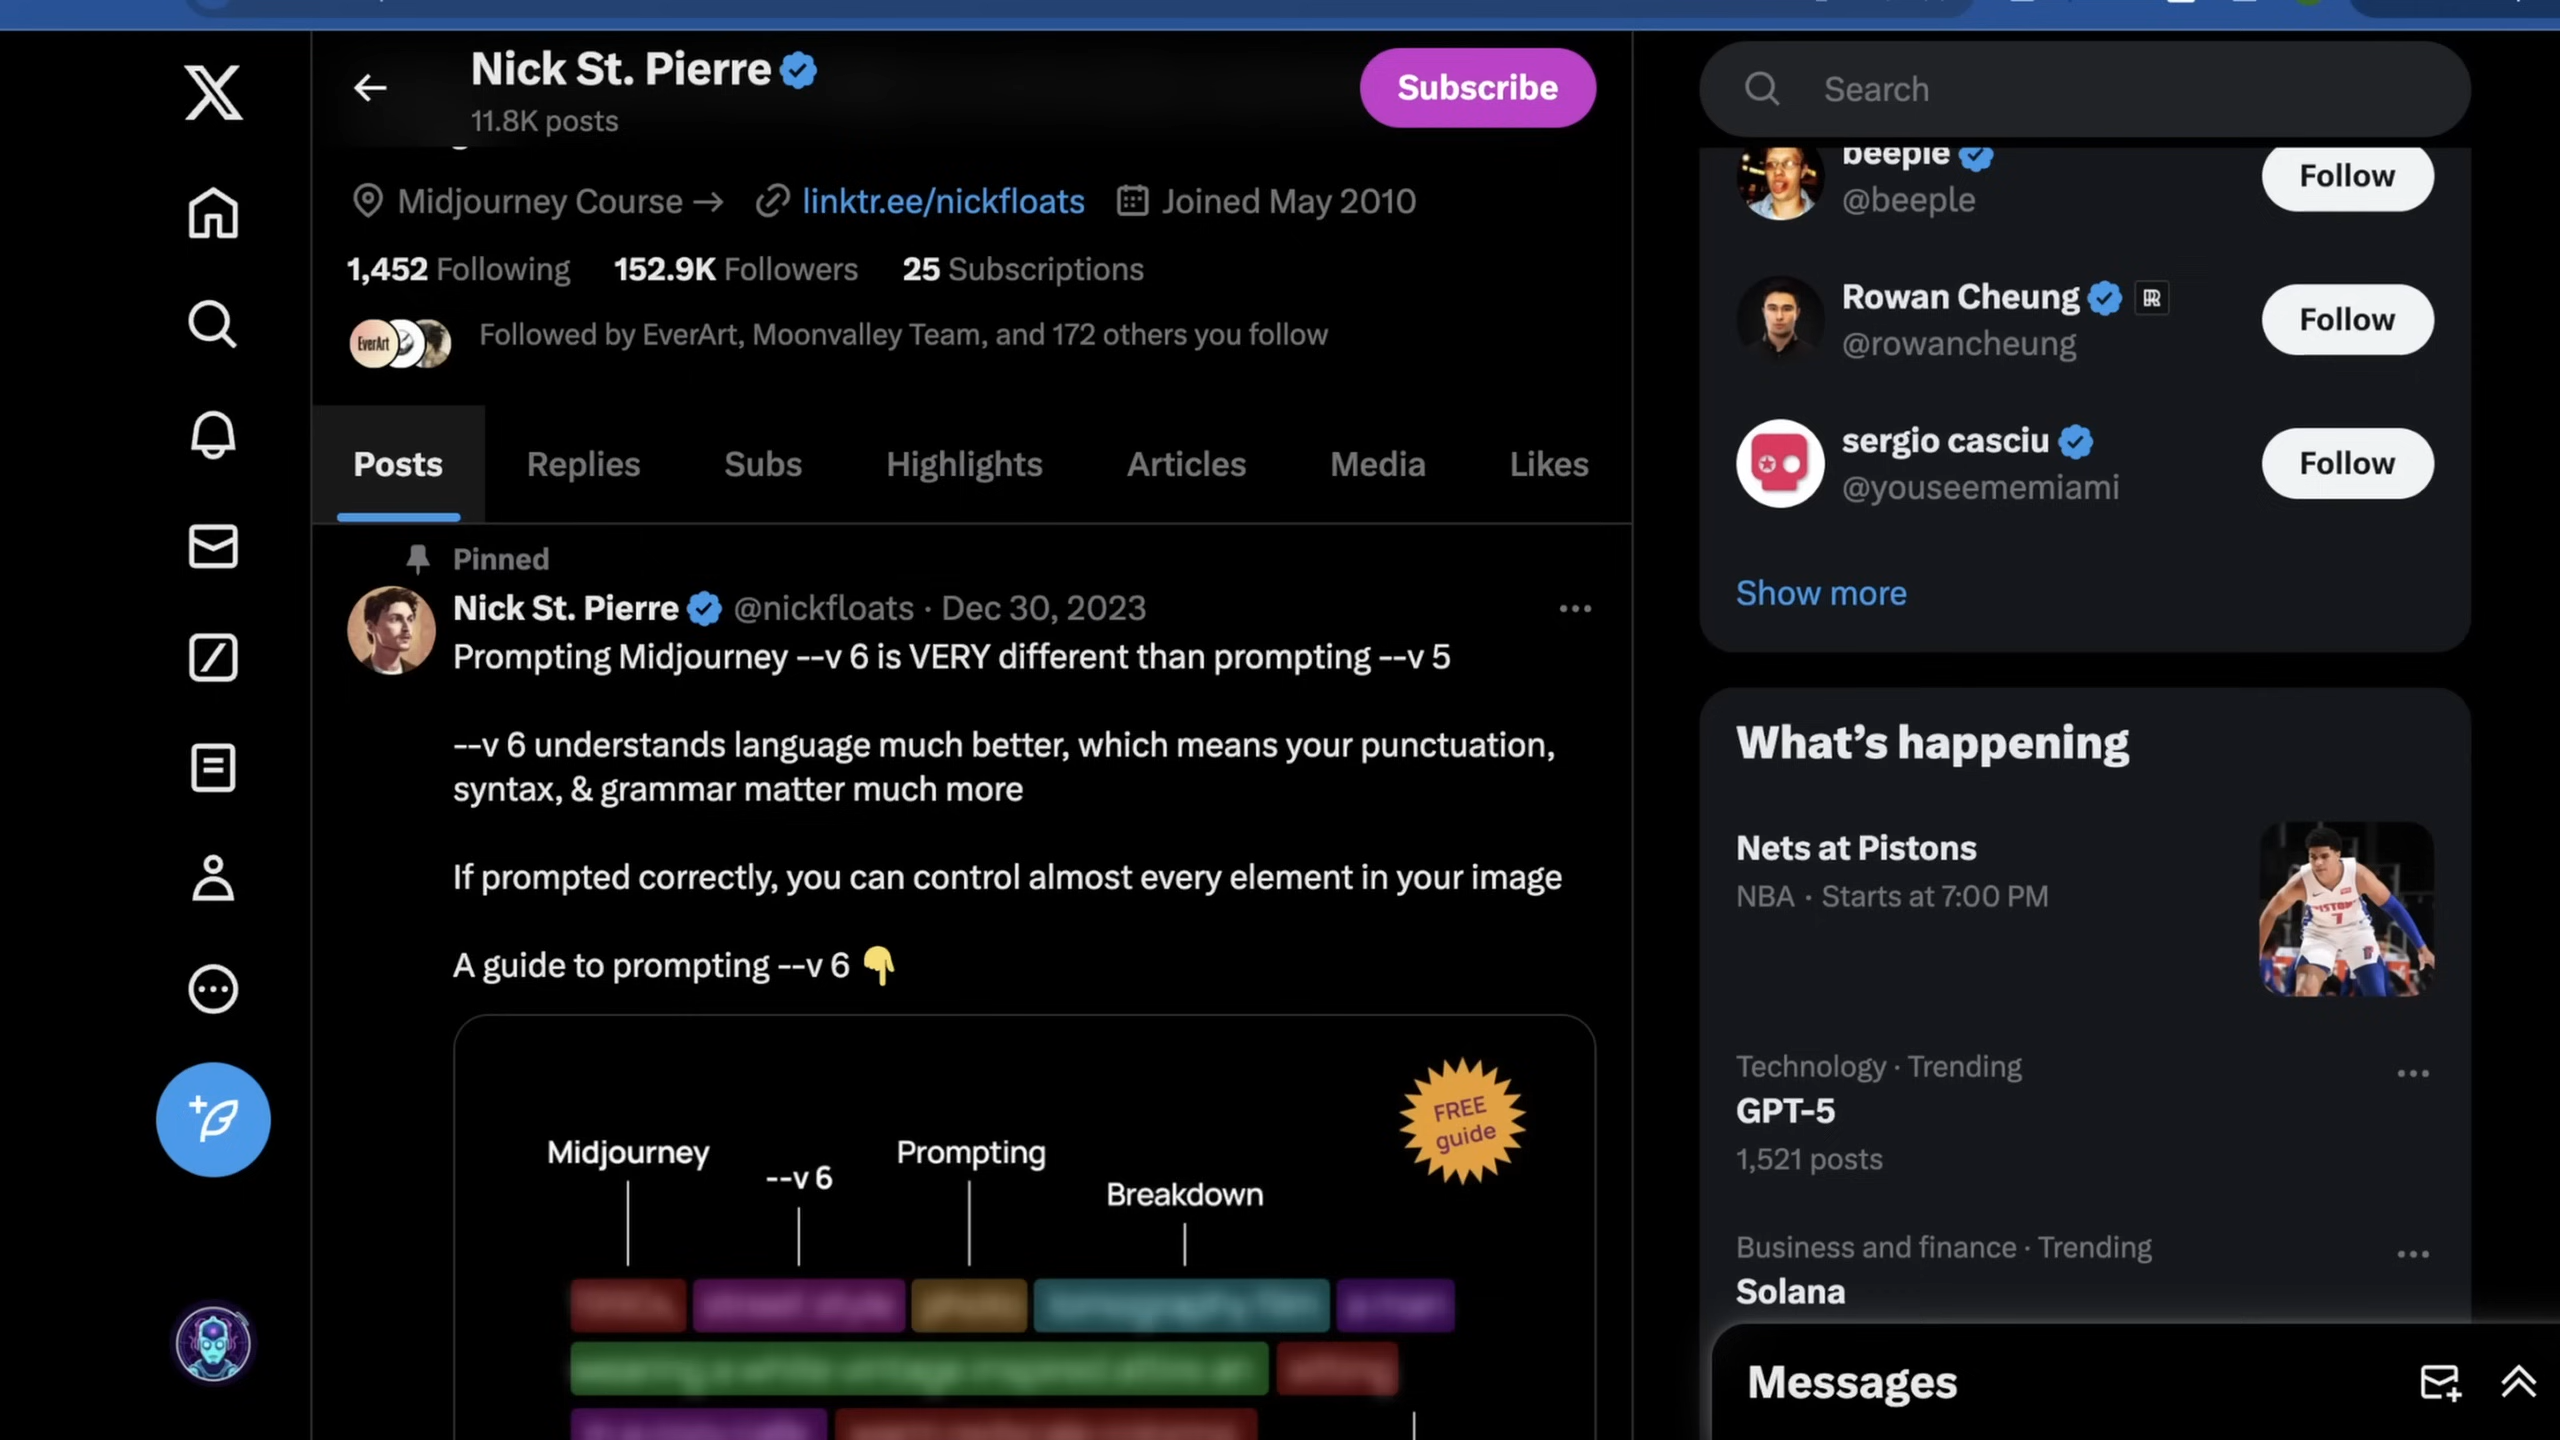 Nick St. Pierre
11.8K posts
Subscribe
Midjourney Course → linktr.ee/nickfloats Joined May 2010
1,452 Following 152.9K Followers 25 Subscriptions
EverArt
Followed by EverArt, Moonvalley Team, and 172 others you follow
Posts Replies Subs Highlights Articles Media Likes
Pinned
Nick St. Pierre @nickfloats · Dec 30, 2023
Prompting Midjourney --v 6 is VERY different than prompting --v 5
--v 6 understands language much better, which means your punctuation,
syntax, & grammar matter much more
If prompted correctly, you can control almost every element in your image
A guide to prompting --v 6 👇
FREE
guide
Midjourney
--v 6
Prompting
Breakdown
Search
beeple
@beeple
Follow
Rowan Cheung
@rowancheung
Follow
sergio casciu
@youseememiami
Follow
Show more
What's happening
Nets at Pistons
NBA · Starts at 7:00 PM
PISTONS
7
Technology · Trending
GPT-5
1,521 posts
Business and finance · Trending
Solana
Messages